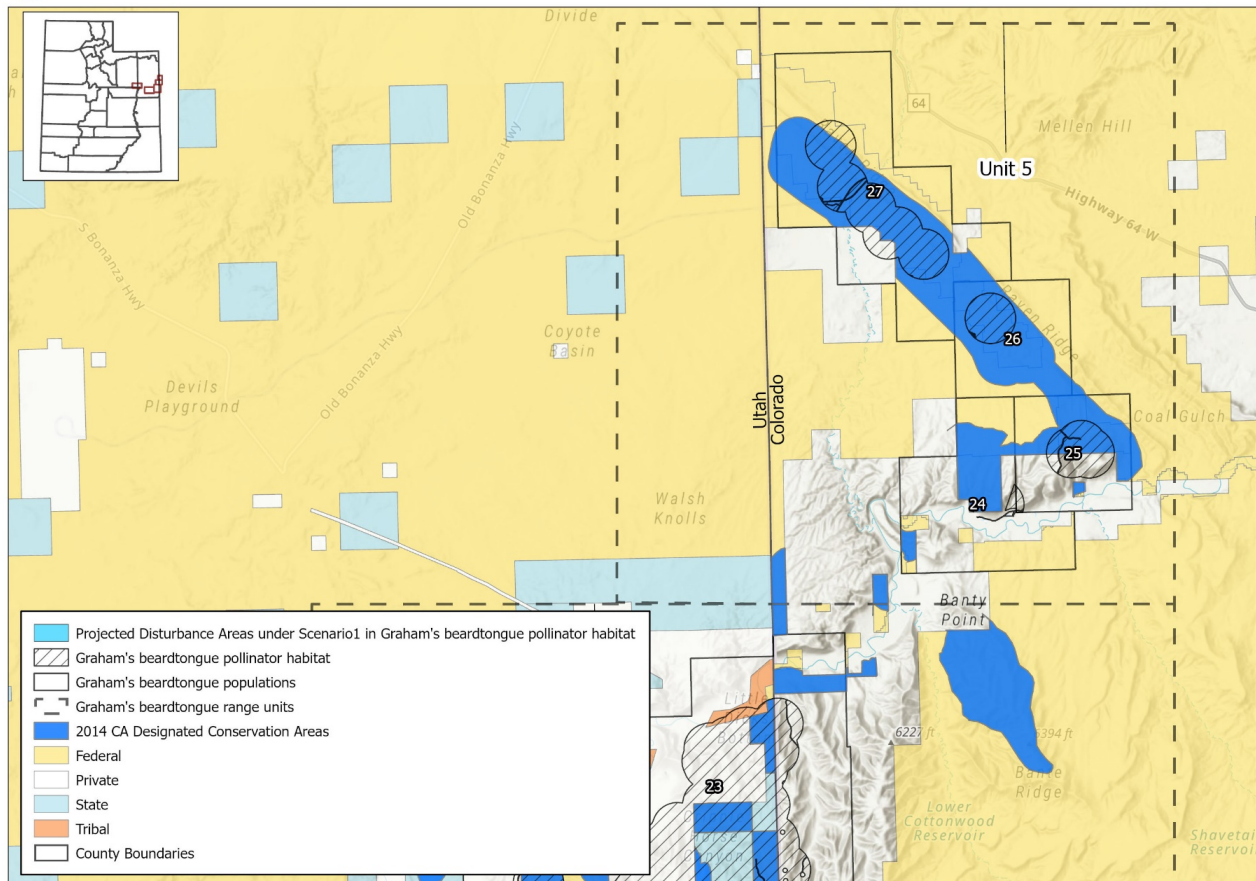 Divide
64
Mellen Hill
Unit 5
Highway 64 W
Old Bonanza Hwy
S Bonanza Hwy
27
Raven Ridge
26
Coyote
Basin
Old Bonanza Hwy
Devils
Playground
Utah
Colorado
Coal Gulch
25
24
Walsh
Knolls
Banty
Point
Little
6227 ft
6394 ft
Ridge
23
Lower
Cottonwood
Reservoir
Shavetai
Reservoi
Projected Disturbance Areas under Scenario1 in Graham's beardtongue pollinator habitat
Graham's beardtongue pollinator habitat
Graham's beardtongue populations
Graham's beardtongue range units
2014 CA Designated Conservation Areas
Federal
Private
State
Tribal
County Boundaries